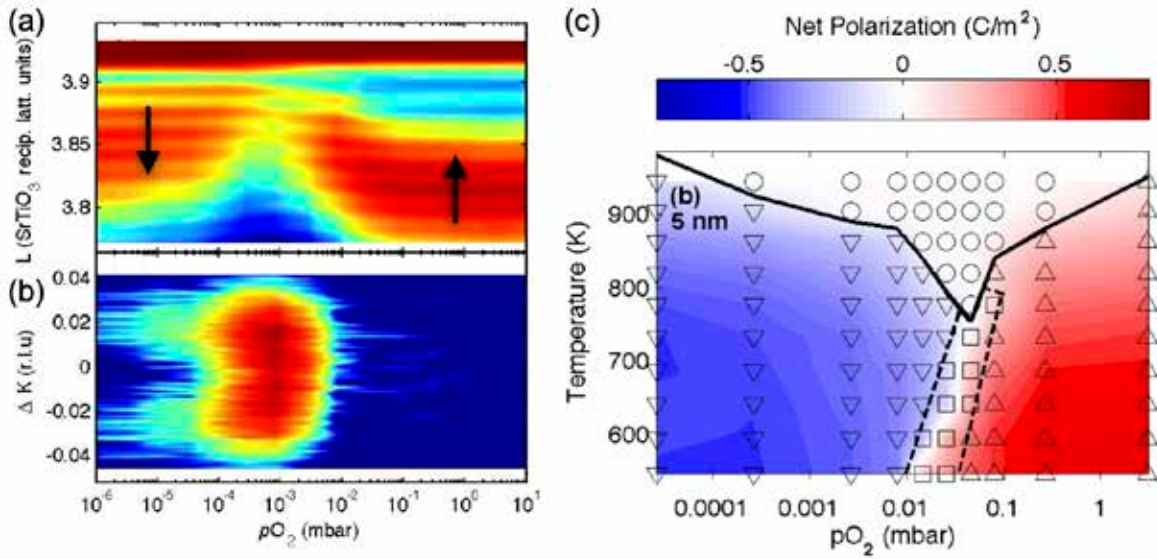 (a)
L (SrTiO3 recip. latt. units)
3.9
3.85
3.8
(b)
Δ K (r.l.u)
0.04
0.02
0
-0.02
-0.04
10-6 10-5 10-4 10-3 10-2 10-1 100 101
pO2 (mbar)
(c)
Net Polarization (C/m2)
-0.5 0 0.5
Temperature (K)
900
800
700
600
(b)
5 nm
0.0001 0.001 0.01 0.1 1
pO2 (mbar)